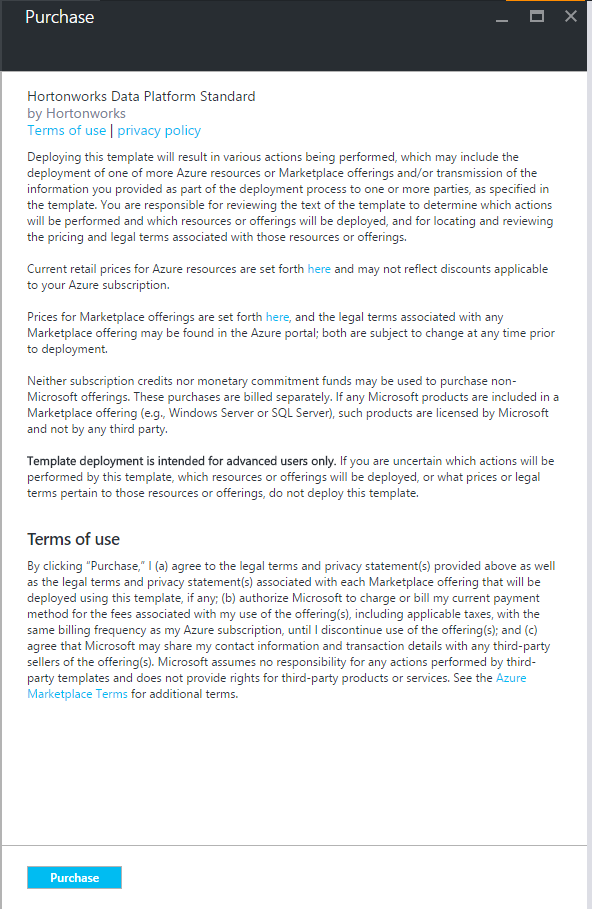 Purchase
Hortonworks Data Platform Standard
by Hortonworks
Terms of use | privacy policy
Deploying this template will result in various actions being performed, which may include the
deployment of one of more Azure resources or Marketplace offerings and/or transmission of the
information you provided as part of the deployment process to one or more parties, as specified in
the template. You are responsible for reviewing the text of the template to determine which actions
will be performed and which resources or offerings will be deployed, and for locating and reviewing
the pricing and legal terms associated with those resources or offerings.
Current retail prices for Azure resources are set forth here and may not reflect discounts applicable
to your Azure subscription.
Prices for Marketplace offerings are set forth here, and the legal terms associated with any
Marketplace offering may be found in the Azure portal; both are subject to change at any time prior
to deployment.
Neither subscription credits nor monetary commitment funds may be used to purchase non-
Microsoft offerings. These purchases are billed separately. If any Microsoft products are included in a
Marketplace offering (e.g., Windows Server or SQL Server), such products are licensed by Microsoft
and not by any third party.
Template deployment is intended for advanced users only. If you are uncertain which actions will be
performed by this template, which resources or offerings will be deployed, or what prices or legal
terms pertain to those resources or offerings, do not deploy this template.
Terms of use
By clicking "Purchase," I (a) agree to the legal terms and privacy statement(s) provided above as well
as the legal terms and privacy statement(s) associated with each Marketplace offering that will be
deployed using this template, if any; (b) authorize Microsoft to charge or bill my current payment
method for the fees associated with my use of the offering(s), including applicable taxes, with the
same billing frequency as my Azure subscription, until I discontinue use of the offering(s); and (c)
agree that Microsoft may share my contact information and transaction details with any third-party
sellers of the offering(s). Microsoft assumes no responsibility for any actions performed by third-
party templates and does not provide rights for third-party products or services. See the Azure
Marketplace Terms for additional terms.
Purchase